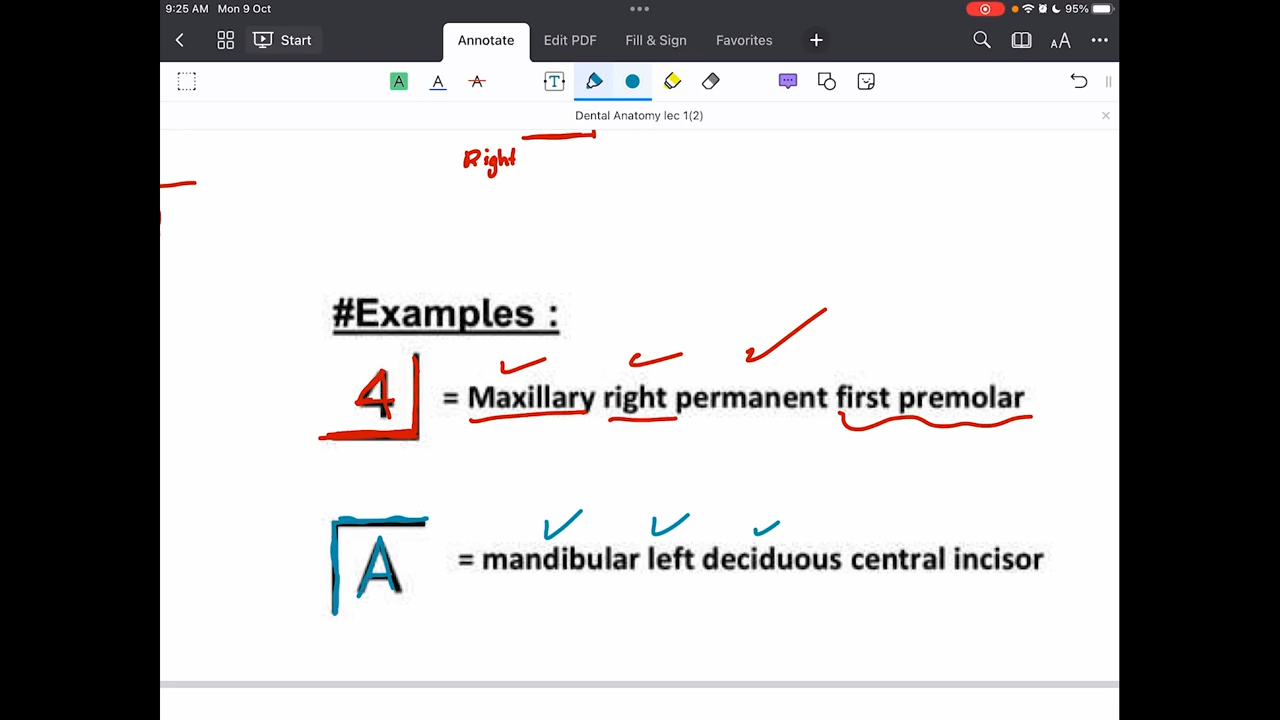 9:25 AM Mon 9 Oct 95%
Start Annotate Edit PDF Fill & Sign Favorites
Dental Anatomy lec 1(2)
Right
#Examples :
4 = Maxillary right permanent first premolar
A = mandibular left deciduous central incisor